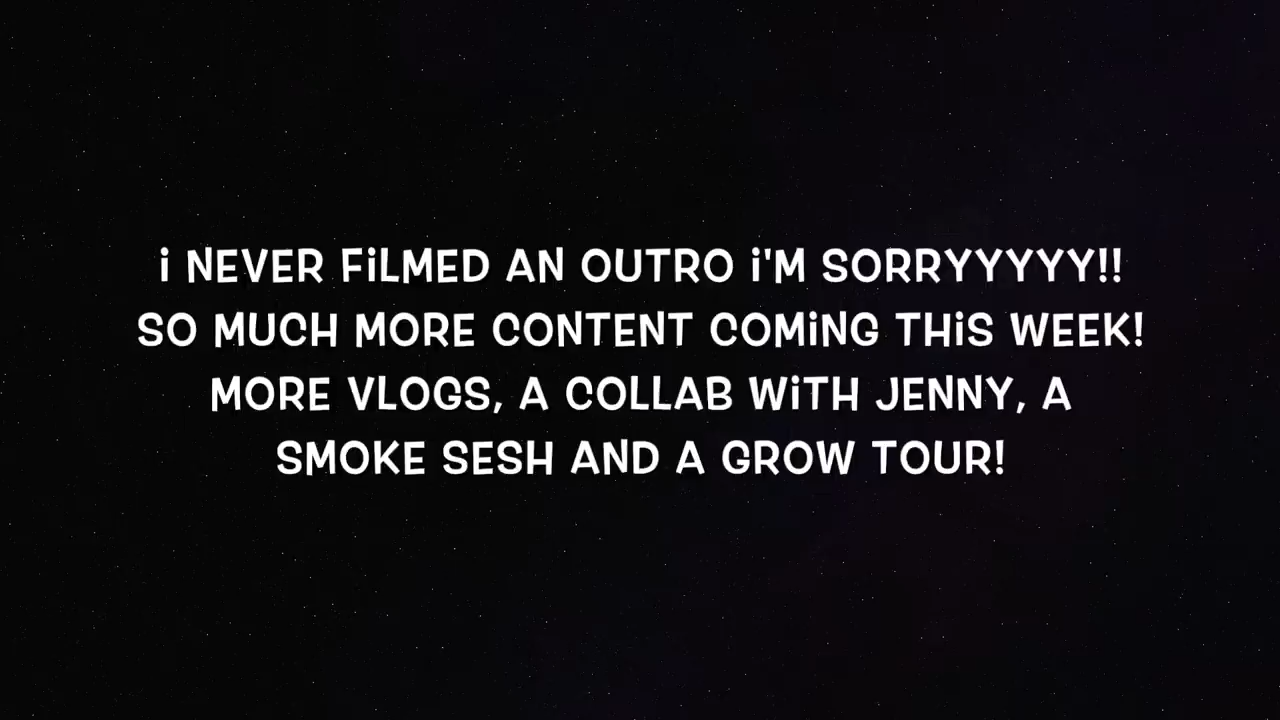 i NEVER FiLMED AN OUTRO i'M SORRYYYYY!!
SO MUCH MORE CONTENT COMiNG THiS WEEK!
MORE VLOGS, A COLLAB WiTH JENNY, A
SMOKE SESH AND A GROW TOUR!